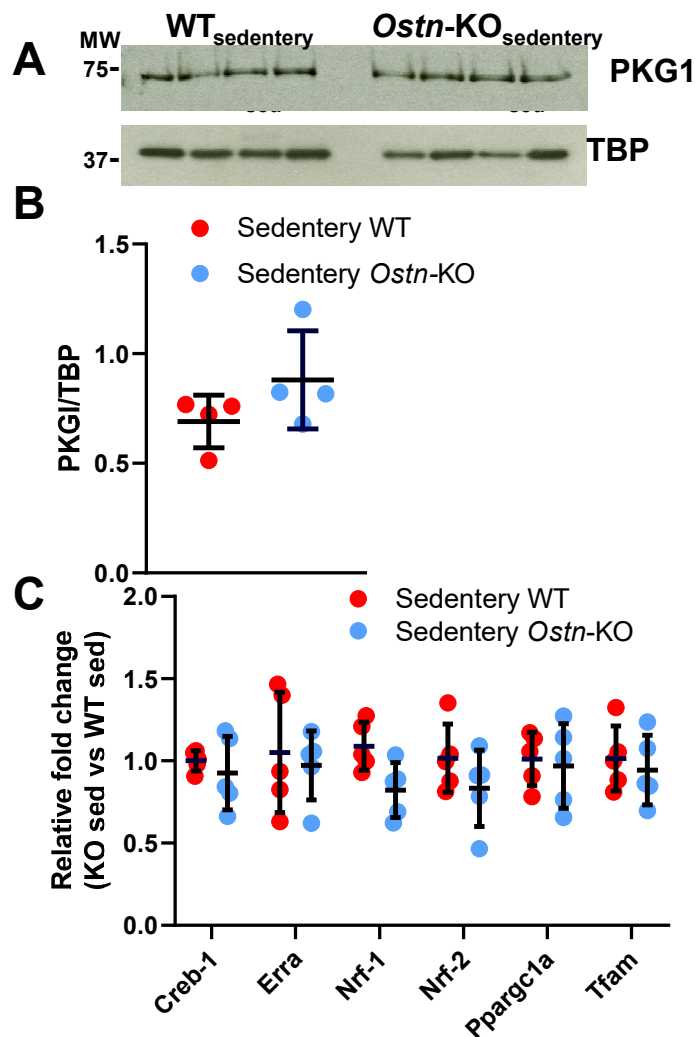 A
MW
WTsedentery
Ostn-KOsedentery
75-
PKG1
37-
TBP
B
Sedentery WT
Sedentery Ostn-KO
PKGI/TBP
1.5
1.0
0.5
0.0
C
Sedentery WT
Sedentery Ostn-KO
Relative fold change
(KO sed vs WT sed)
2.0
1.5
1.0
0.5
0.0
Creb-1
Erra
Nrf-1
Nrf-2
Ppargc1a
Tfam